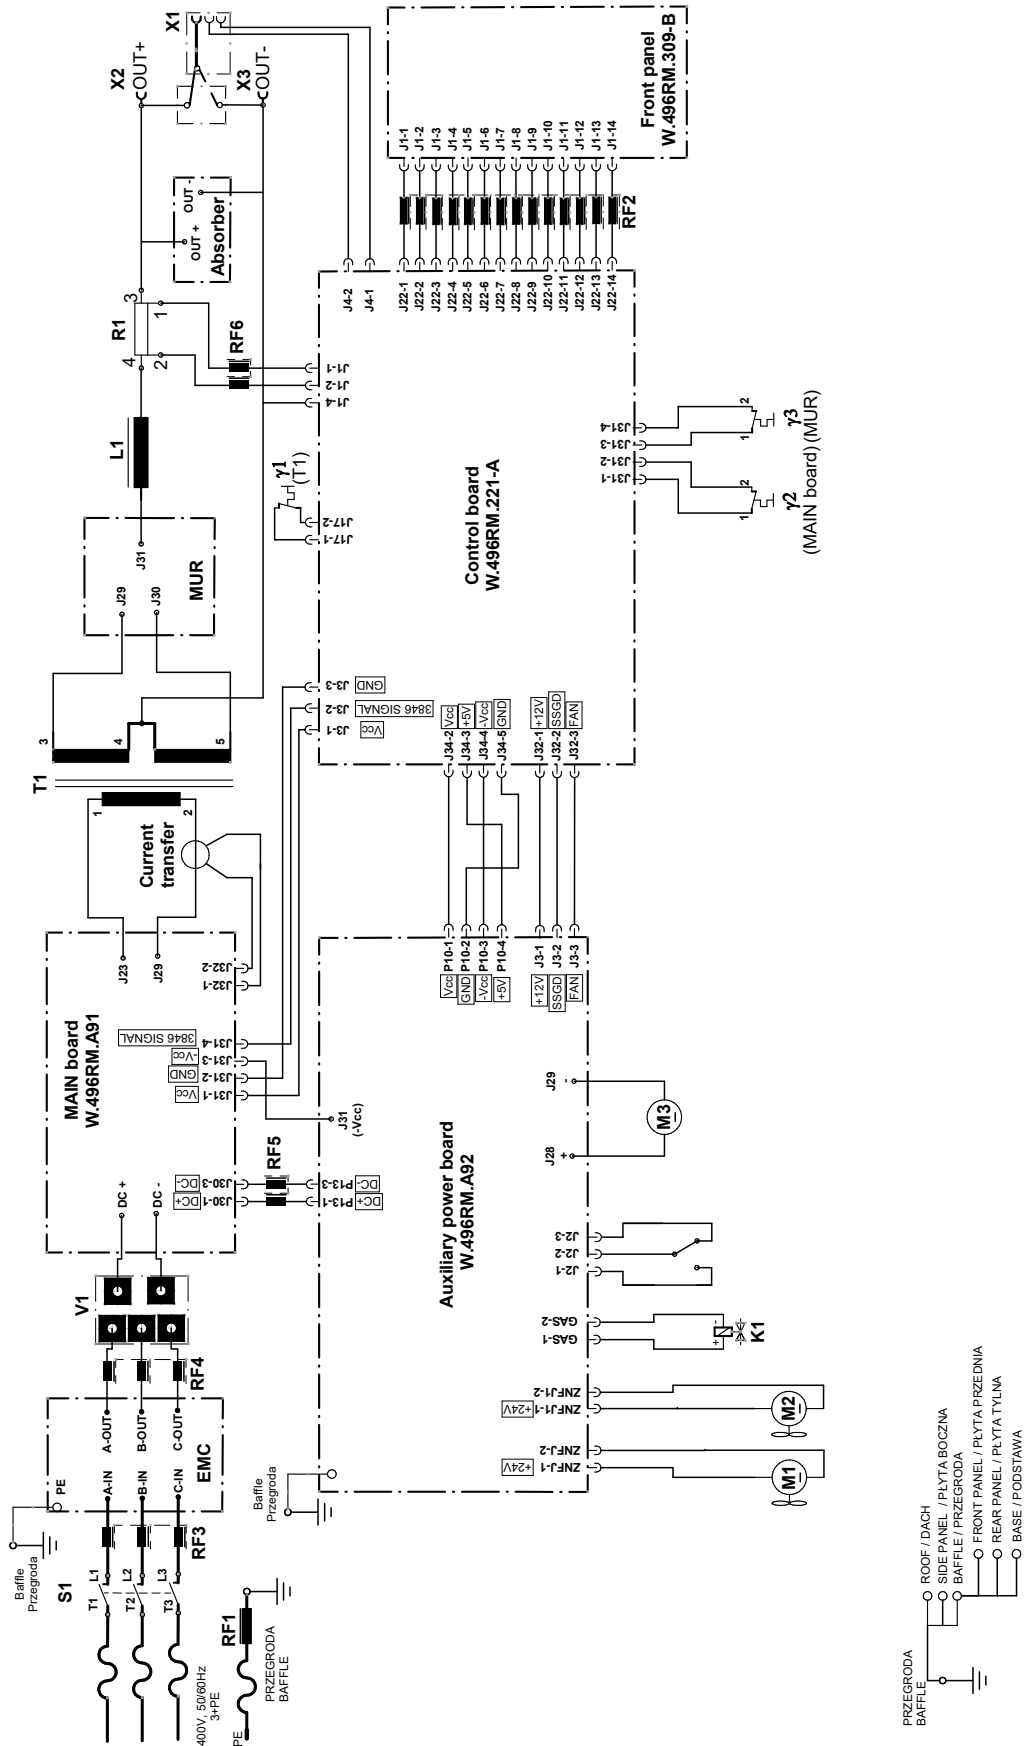 X1
X2
OUT+
X3
OUT-
Front panel
W.496RM.309-B
J1-1
J1-2
J1-3
J1-4
J1-5
J1-6
J1-7
J1-8
J1-9
J1-10
J1-11
J1-12
J1-13
J1-14
RF2
OUT +
OUT -
Absorber
R1
3
4
1
2
RF6
J4-2
J4-1
J22-1
J22-2
J22-3
J22-4
J22-5
J22-6
J22-7
J22-8
J22-9
J22-10
J22-11
J22-12
J22-13
J22-14
J1-1
J1-2
J1-4
L1
γ1
(T1)
J17-2
J17-1
Control board
W.496RM.221-A
J31-4
J31-3
J31-2
J31-1
2
1
γ3
(MUR)
2
1
γ2
(MAIN board)
MUR
J31
J29
J30
J3-3
GND
J3-2
3846 SIGNAL
J3-1
Vcc
J34-2
Vcc
J34-3
+5V
J34-4
-Vcc
J34-5
GND
J32-1
+12V
J32-2
SSGD
J32-3
FAN
T1
3
4
5
1
2
Current
transfer
MAIN board
W.496RM.A91
J23
J29
J32-2
J32-1
3846 SIGNAL
J31-4
-Vcc
J31-3
GND
J31-2
Vcc
J31-1
DC +
DC -
DC-
J30-3
DC+
J30-1
RF5
P13-3
DC-
P13-1
DC+
J31
(-Vcc)
P10-1
Vcc
P10-2
GND
P10-3
-Vcc
P10-4
+5V
J3-1
+12V
J3-2
SSGD
J3-3
FAN
Auxiliary power board
W.496RM.A92
J29
-
J28
+
M3
J2-3
J2-2
J2-1
GAS-2
GAS-1
-
+
K1
ZNFJ1-2
+24V
ZNFJ1-1
M2
ZNFJ-2
+24V
ZNFJ-1
M1
V1
RF4
EMC
A-OUT
B-OUT
C-OUT
A-IN
B-IN
C-IN
PE
Baffle
Przegroda
RF3
S1
L1
L2
L3
T1
T2
T3
400V, 50/60Hz
3+PE
PE
RF1
PRZEGRODA
BAFFLE
Baffle
Przegroda
PRZEGRODA
BAFFLE
ROOF / DACH
SIDE PANEL / PŁYTA BOCZNA
BAFFLE / PRZEGRODA
FRONT PANEL / PŁYTA PRZEDNIA
REAR PANEL / PŁYTA TYLNA
BASE / PODSTAWA